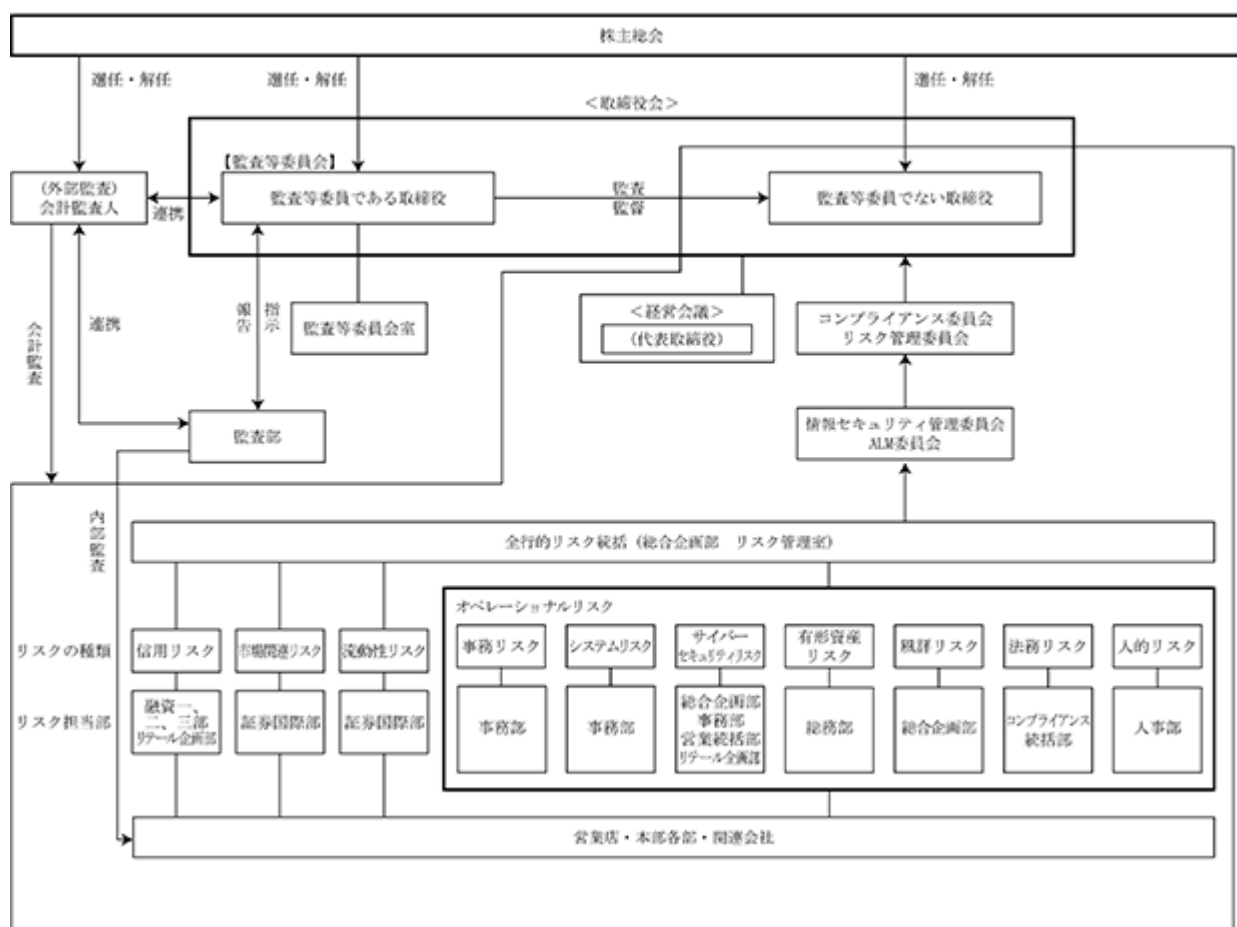 株主総会
選任・解任
選任・解任
選任・解任
＜取締役会＞
【監査等委員会】
(外部監査)
会計監査人
連携
監査等委員である取締役
監査
監督
監査等委員でない取締役
会計監査
連携
報告
指示
監査等委員会室
＜経営会議＞
(代表取締役)
コンプライアンス委員会
リスク管理委員会
監査部
情報セキュリティ管理委員会
ALM委員会
内部監査
全行的リスク統括（総合企画部　リスク管理室）
オペレーショナルリスク
リスクの種類
信用リスク
市場関連リスク
流動性リスク
事務リスク
システムリスク
サイバー
セキュリティリスク
有形資産
リスク
風評リスク
法務リスク
人的リスク
リスク担当部
融資一、
二、三部
リテール企画部
証券国際部
証券国際部
事務部
事務部
総合企画部
事務部
営業統括部
リテール企画部
総務部
総合企画部
コンプライアンス
統括部
人事部
営業店・本部各部・関連会社